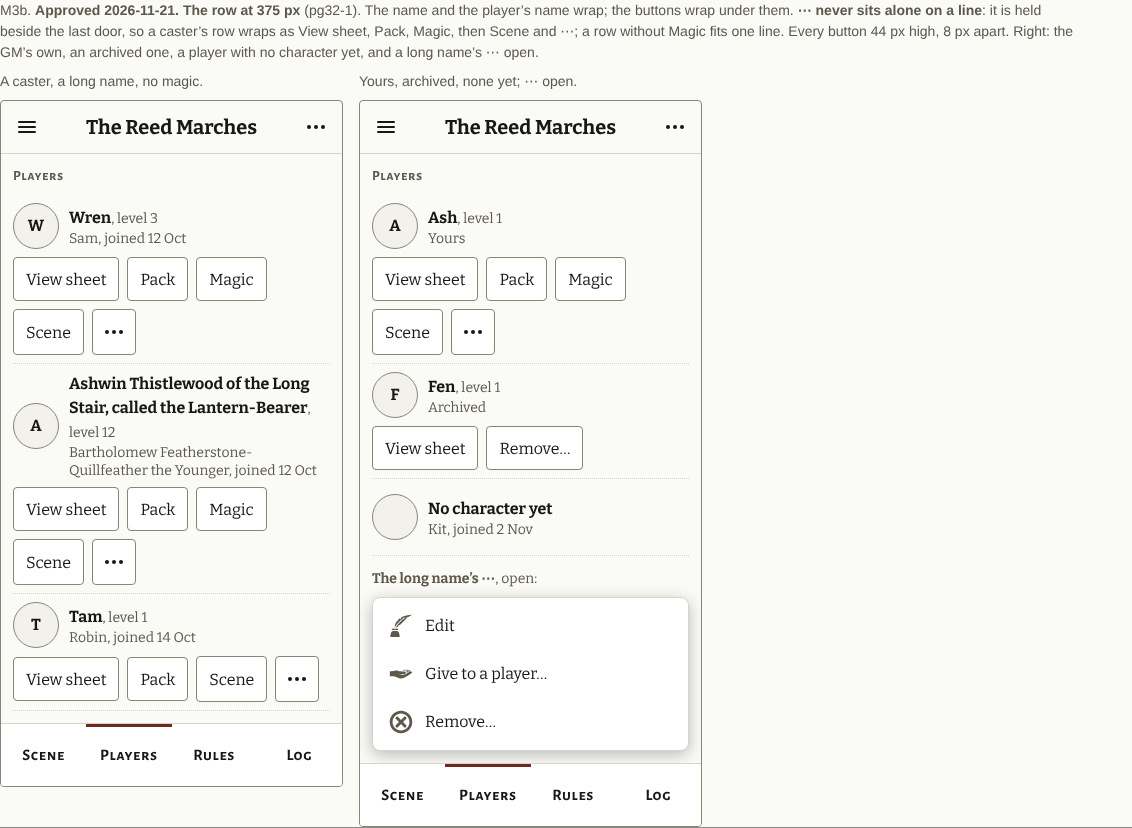 M3b. Approved 2026-11-21. The row at 375 px (pg32-1). The name and the player's name wrap; the buttons wrap under them. ⋯ never sits alone on a line: it is held
beside the last door, so a caster's row wraps as View sheet, Pack, Magic, then Scene and ⋯; a row without Magic fits one line. Every button 44 px high, 8 px apart. Right: the
GM's own, an archived one, a player with no character yet, and a long name's ⋯ open.
A caster, a long name, no magic.
The Reed Marches
Players
W
Wren, level 3
Sam, joined 12 Oct
View sheet Pack Magic
Scene ⋯
A
Ashwin Thistlewood of the Long
Stair, called the Lantern-Bearer,
level 12
Bartholomew Featherstone-
Quillfeather the Younger, joined 12 Oct
View sheet Pack Magic
Scene ⋯
T
Tam, level 1
Robin, joined 14 Oct
View sheet Pack Scene ⋯
Scene Players Rules Log
Yours, archived, none yet; ⋯ open.
The Reed Marches
Players
A
Ash, level 1
Yours
View sheet Pack Magic
Scene ⋯
F
Fen, level 1
Archived
View sheet Remove…
No character yet
Kit, joined 2 Nov
The long name's ⋯, open:
Edit
Give to a player…
Remove…
Scene Players Rules Log